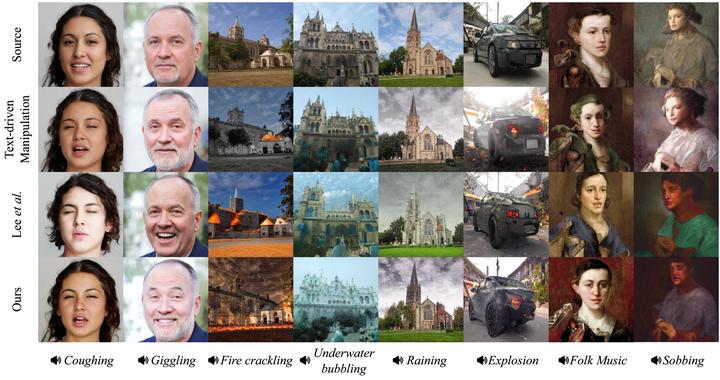 Source
Text-driven
Manipulation
Lee et al.
Ours
Coughing
Giggling
Fire crackling
Underwater
bubbling
Raining
Explosion
Folk Music
Sobbing